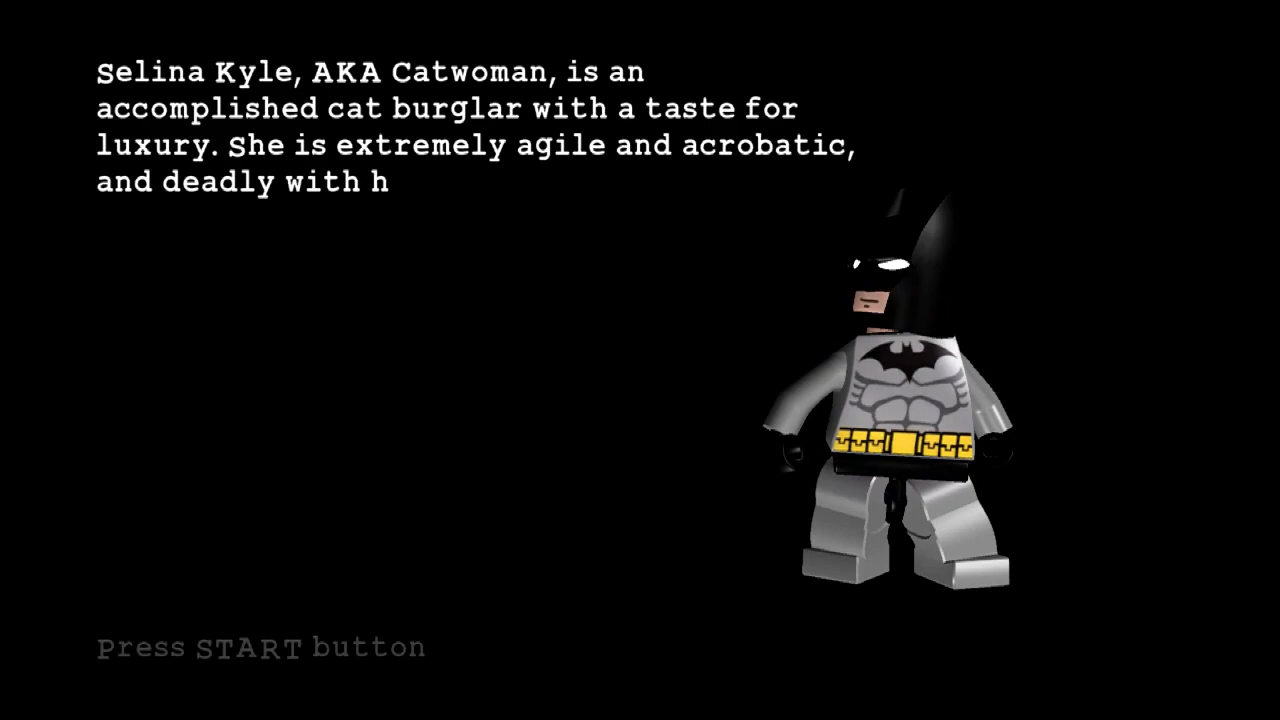 Selina Kyle, AKA Catwoman, is an
accomplished cat burglar with a taste for
luxury. She is extremely agile and acrobatic,
and deadly with h
Press START button